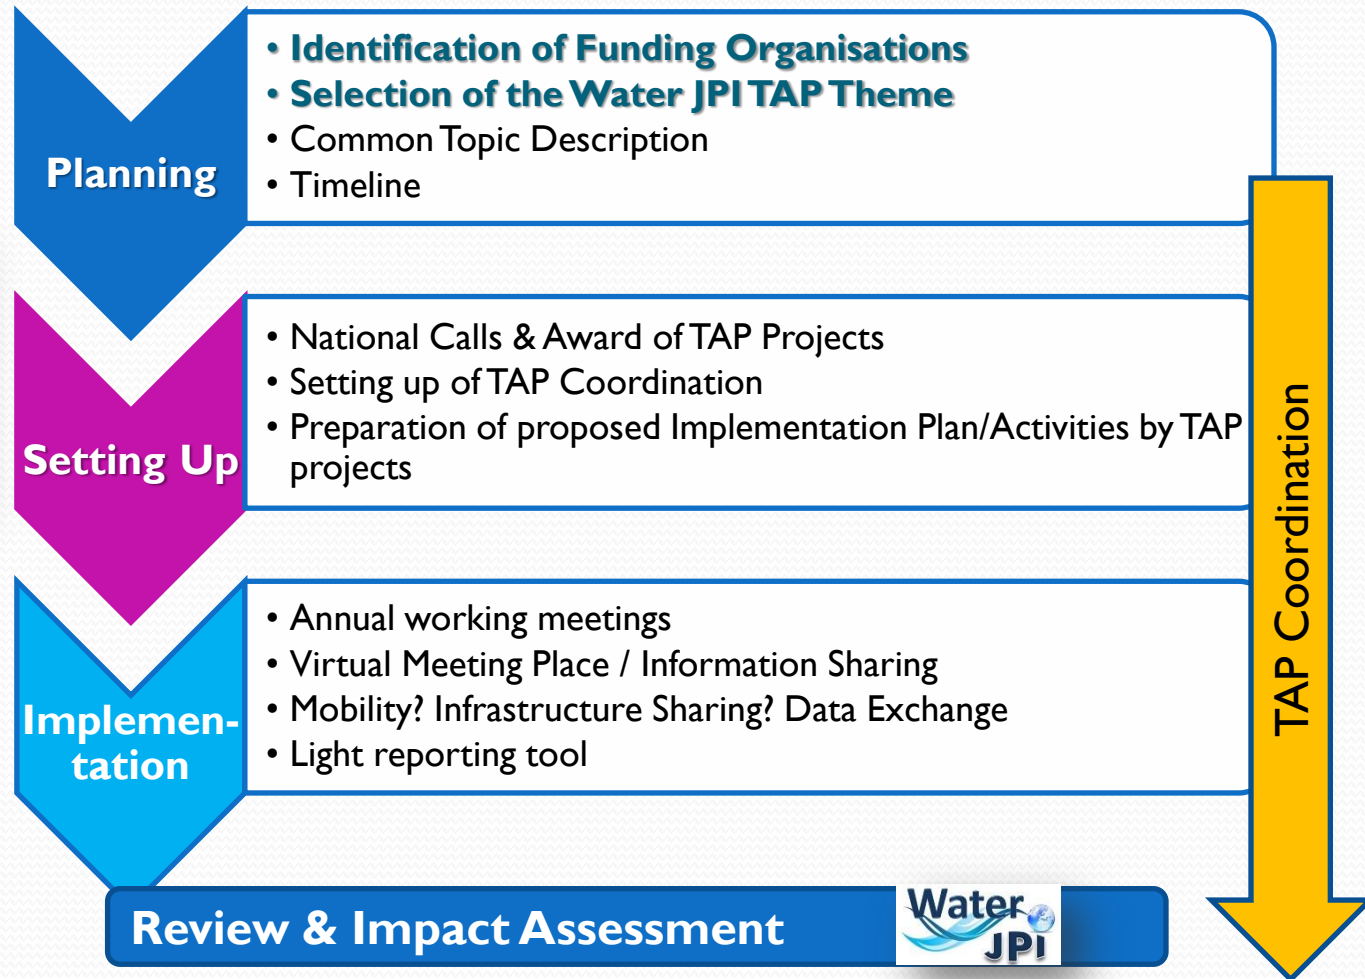 Planning
• Identification of Funding Organisations
• Selection of the Water JPI TAP Theme
• Common Topic Description
• Timeline
Setting Up
• National Calls & Award of TAP Projects
• Setting up of TAP Coordination
• Preparation of proposed Implementation Plan/Activities by TAP
projects
Implemen-
tation
• Annual working meetings
• Virtual Meeting Place / Information Sharing
• Mobility? Infrastructure Sharing? Data Exchange
• Light reporting tool
TAP Coordination
Review & Impact Assessment
Water
JPI